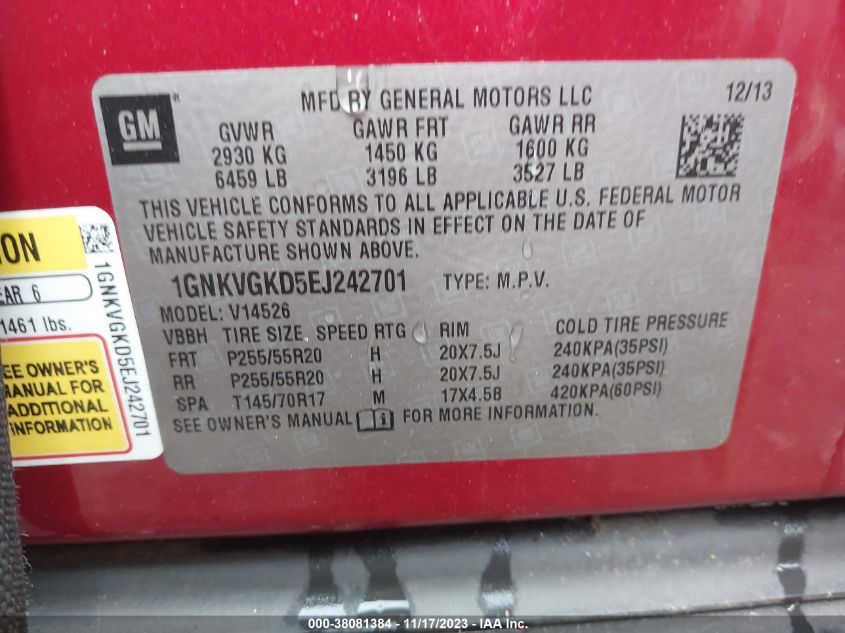 GM
MFD BY GENERAL MOTORS LLC
12/13
GVWR GAWR FRT GAWR RR
2930 KG 1450 KG 1600 KG
6459 LB 3196 LB 3527 LB
THIS VEHICLE CONFORMS TO ALL APPLICABLE U.S. FEDERAL MOTOR
VEHICLE SAFETY STANDARDS IN EFFECT ON THE DATE OF
MANUFACTURE SHOWN ABOVE.
1GNKVGKD5EJ242701 TYPE: M.P.V.
MODEL: V14526
VBBH TIRE SIZE SPEED RTG RIM COLD TIRE PRESSURE
FRT P255/55R20 H 20X7.5J 240KPA(35PSI)
RR P255/55R20 H 20X7.5J 240KPA(35PSI)
SPA T145/70R17 M 17X4.5B 420KPA(60PSI)
SEE OWNER'S MANUAL FOR MORE INFORMATION.
ION
EAR 6
1461 lbs.
EE OWNER'S
MANUAL FOR
ADDITIONAL
INFORMATION
1GNKVGKD5EJ242701
000-38081384 - 11/17/2023 - IAA Inc.